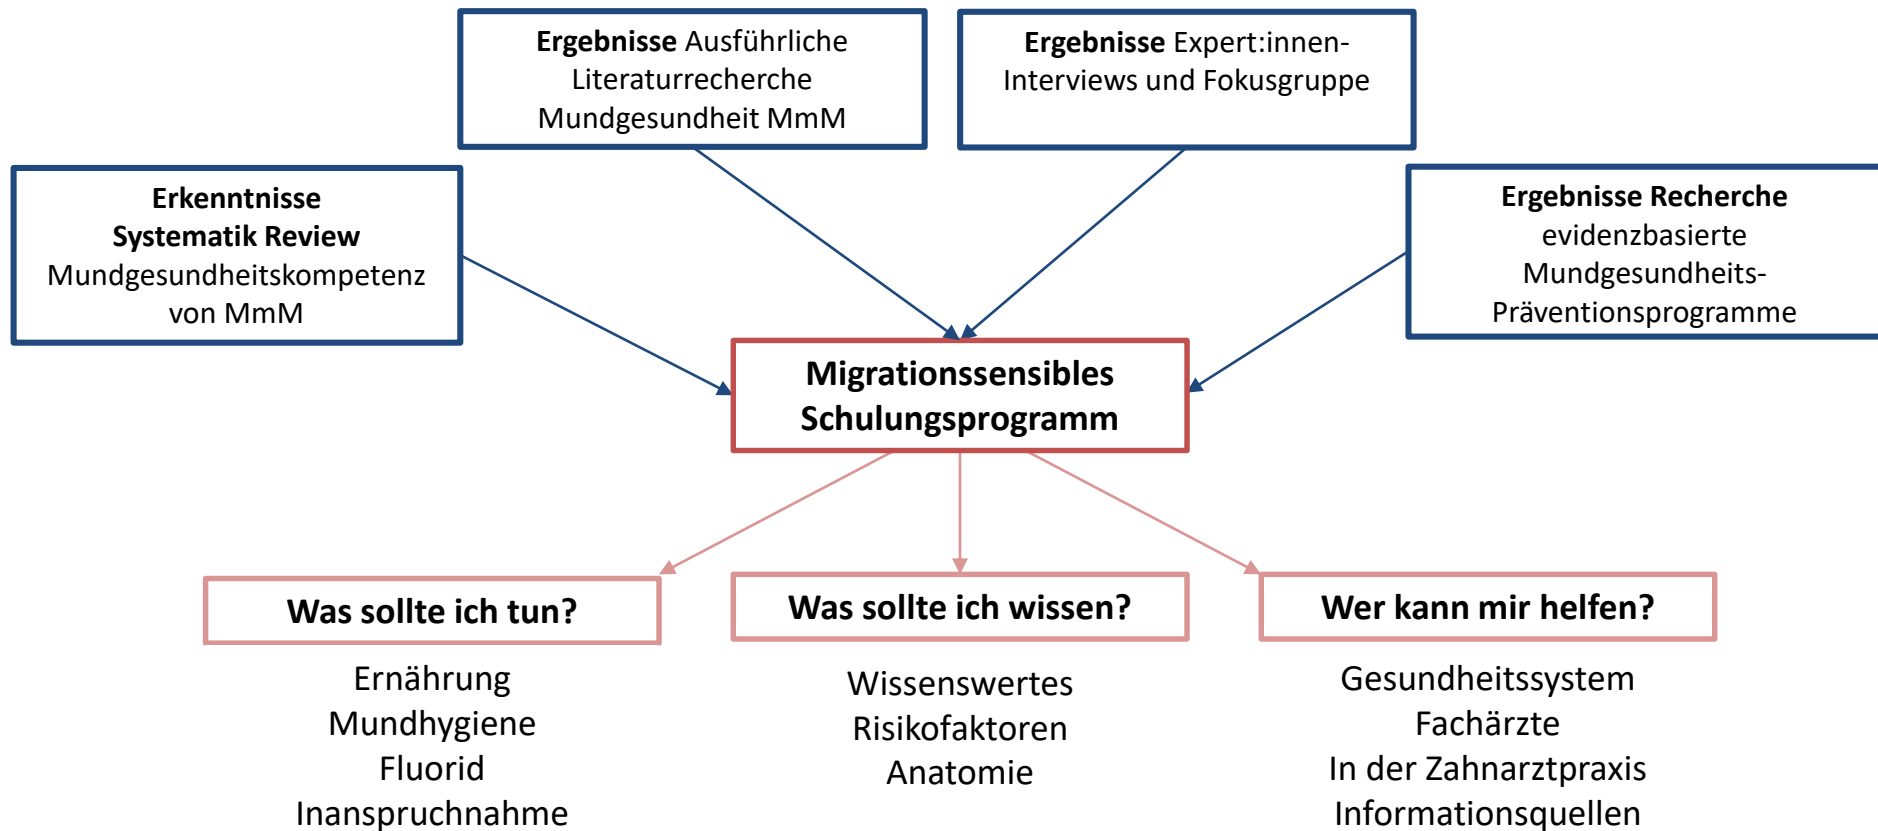 Ergebnisse Ausführliche
Literaturrecherche
Mundgesundheit MmM
Ergebnisse Expert:innen-
Interviews und Fokusgruppe
Erkenntnisse
Systematik Review
Mundgesundheitskompetenz
von MmM
Ergebnisse Recherche
evidenzbasierte
Mundgesundheits-
Präventionsprogramme
Migrationssensibles
Schulungsprogramm
Was sollte ich tun?
Ernährung
Mundhygiene
Fluorid
Inanspruchnahme
Was sollte ich wissen?
Wissenswertes
Risikofaktoren
Anatomie
Wer kann mir helfen?
Gesundheitssystem
Fachärzte
In der Zahnarztpraxis
Informationsquellen